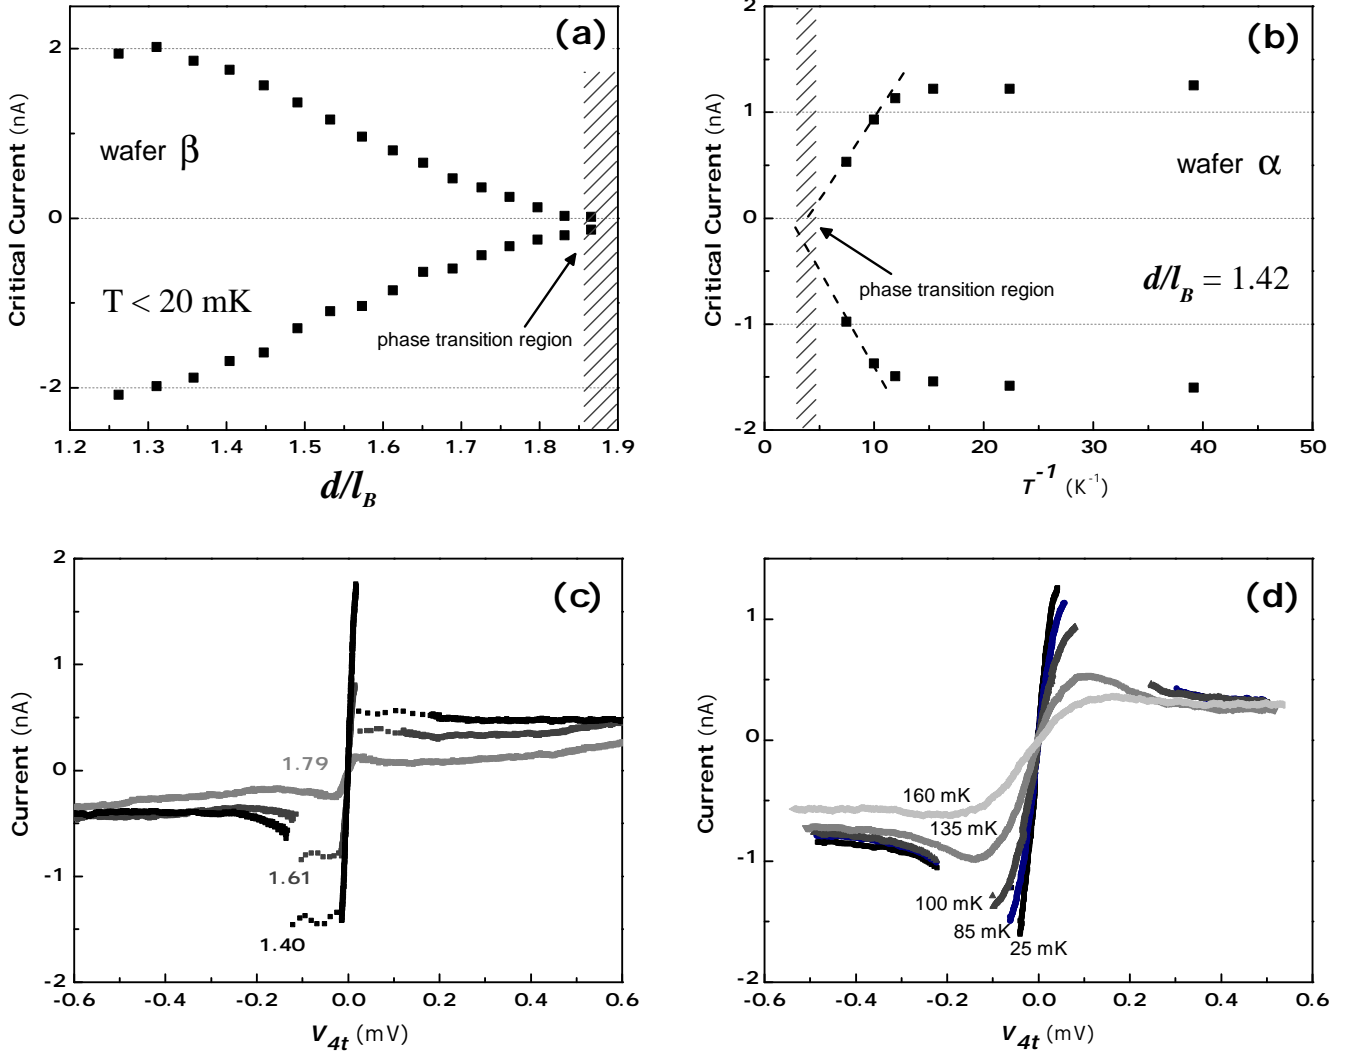 (a)
2
1
0
-1
-2
Critical Current (nA)
wafer β
T < 20 mK
phase transition region
1.2 1.3 1.4 1.5 1.6 1.7 1.8 1.9
d/l_B
(b)
2
1
0
-1
-2
Critical Current (nA)
wafer α
d/l_B = 1.42
phase transition region
0 10 20 30 40 50
T^-1 (K^-1)
(c)
2
1
0
-1
-2
Current (nA)
1.79
1.61
1.40
-0.6 -0.4 -0.2 0.0 0.2 0.4 0.6
V_4t (mV)
(d)
1
0
-1
-2
Current (nA)
160 mK
135 mK
100 mK
85 mK
25 mK
-0.6 -0.4 -0.2 0.0 0.2 0.4 0.6
V_4t (mV)